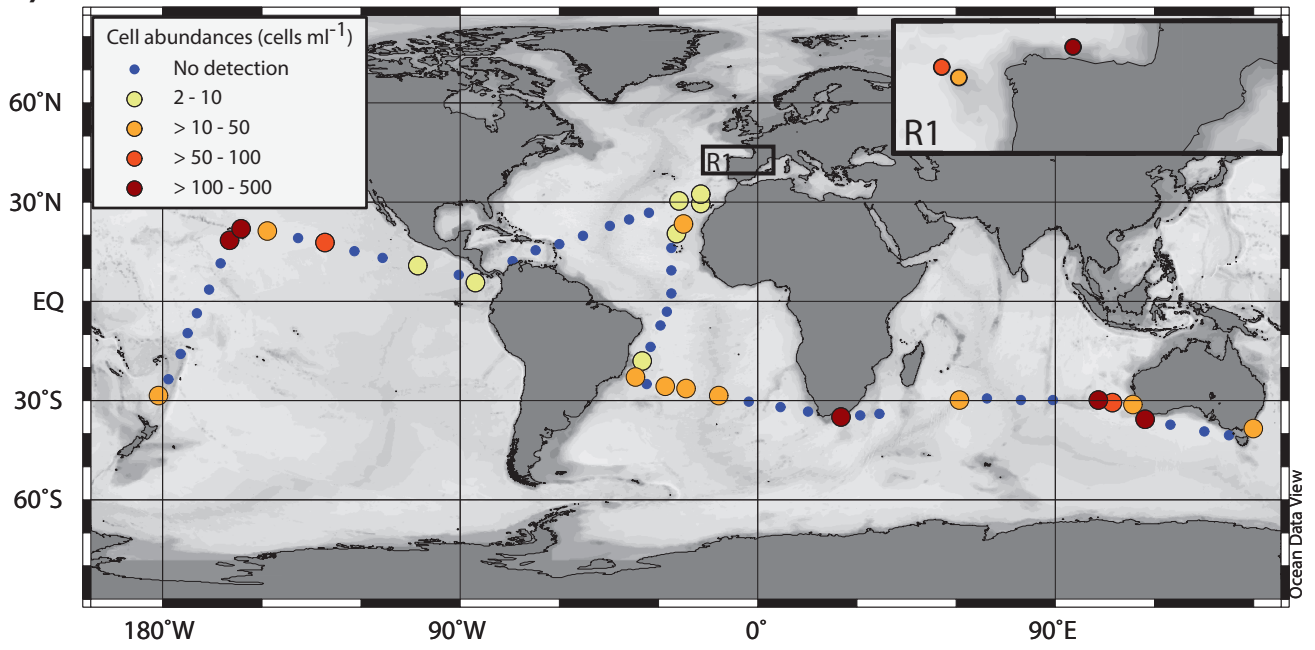 Cell abundances (cells ml⁻¹)
No detection
2 - 10
> 10 - 50
> 50 - 100
> 100 - 500
R1
R1
60˚N
30˚N
EQ
30˚S
60˚S
180˚W
90˚W
0˚
90˚E
Ocean Data View